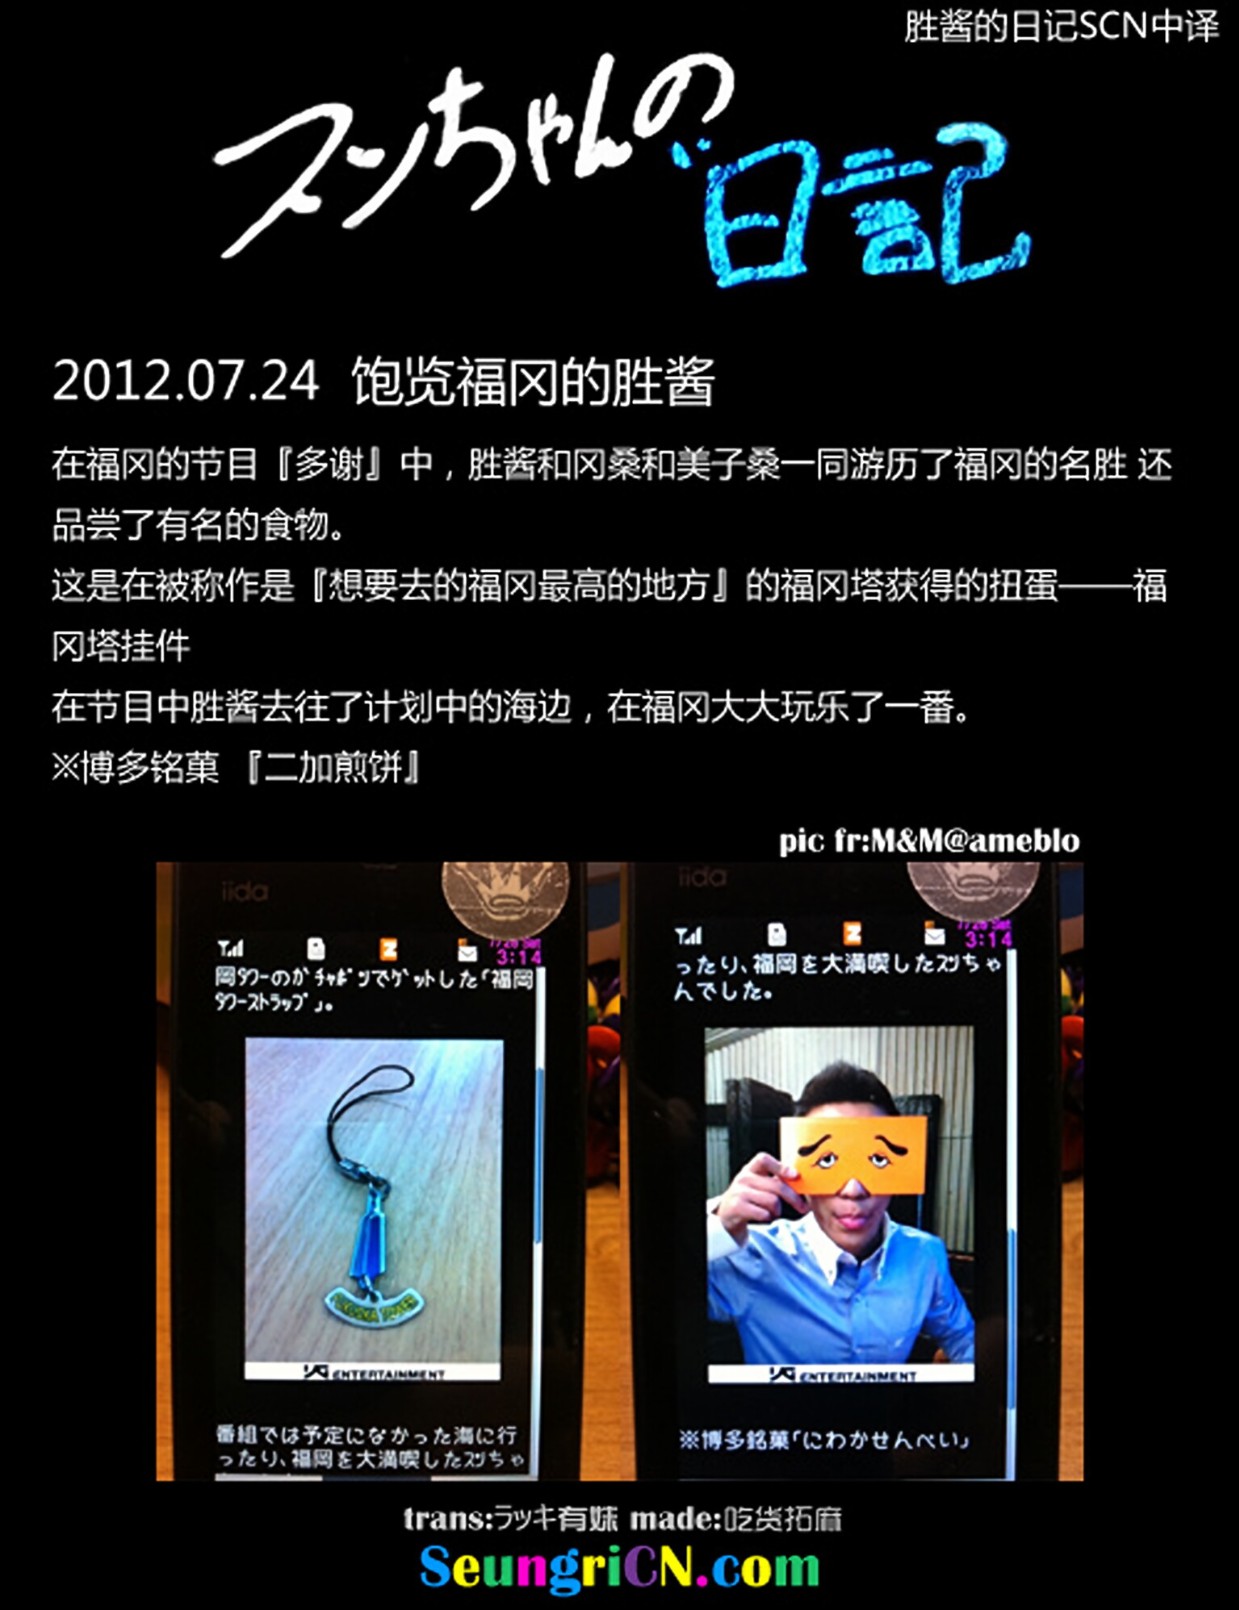 胜酱的日记SCN中译
スンちゃんの
日記
2012.07.24 饱览福冈的胜酱
在福冈的节目『多谢』中，胜酱和冈桑和美子桑一同游历了福冈的名胜 还
品尝了有名的食物。
这是在被称作是『想要去的福冈最高的地方』的福冈塔获得的扭蛋——福
冈塔挂件
在节目中胜酱去往了计划中的海边，在福冈大大玩乐了一番。
※博多铭菓 『二加煎饼』
pic fr:M&M@ameblo
iida
3:14
岡ﾀﾜｰのｶﾞﾁｬﾎﾟﾝでｹﾞｯﾄした「福岡
ﾀﾜｰｽﾄﾗｯﾌﾟ」。
FUKUOKA TOWER
YG ENTERTAINMENT
番組では予定になかった海に行
ったり、福岡を大満喫したｽﾝちゃ
iida
3:14
ったり、福岡を大満喫したｽﾝちゃ
んでした。
YG ENTERTAINMENT
※博多銘菓「にわかせんぺい」
trans:ラッキ有妹 made:吃货拓麻
SeungriCN.com